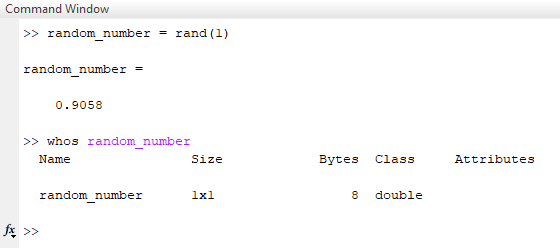 Command Window
>> random_number = rand(1)
random_number =
0.9058
>> whos random_number
Name Size Bytes Class Attributes
random_number 1x1 8 double
fx >>